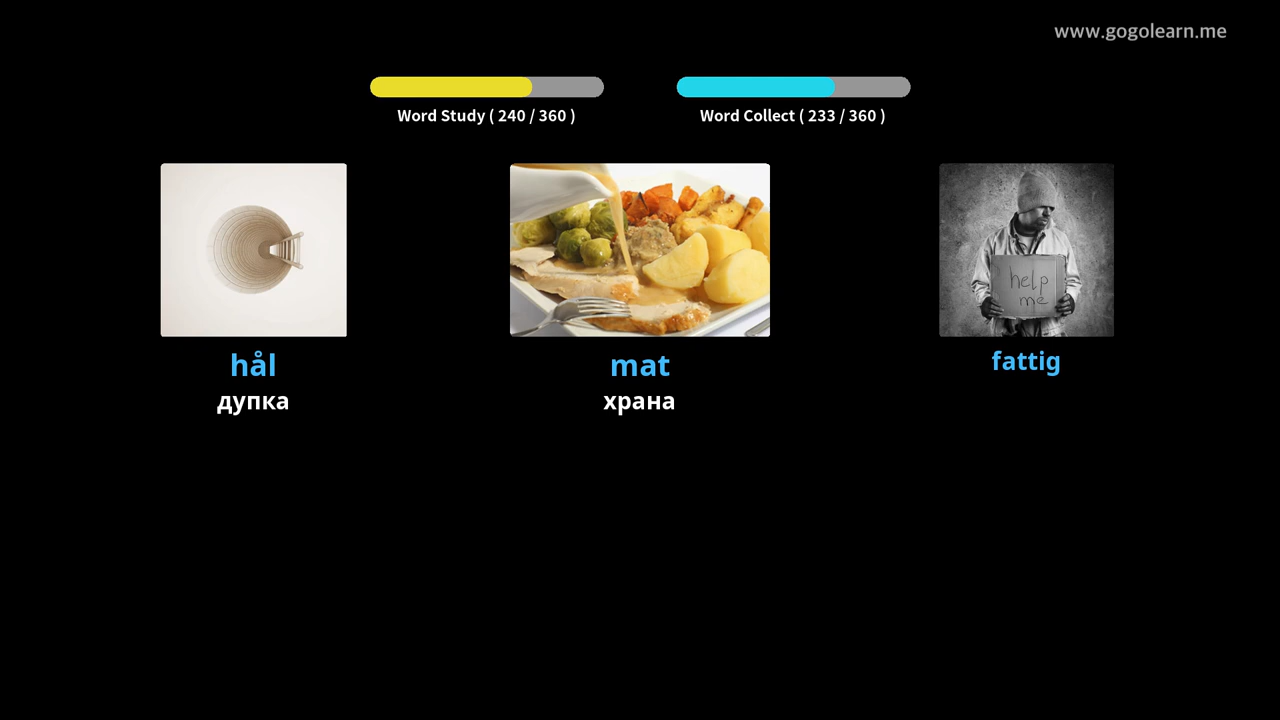 www.gogolearn.me
Word Study ( 240 / 360 )
Word Collect ( 233 / 360 )
help
me
hål
mat
fattig
дупка
храна